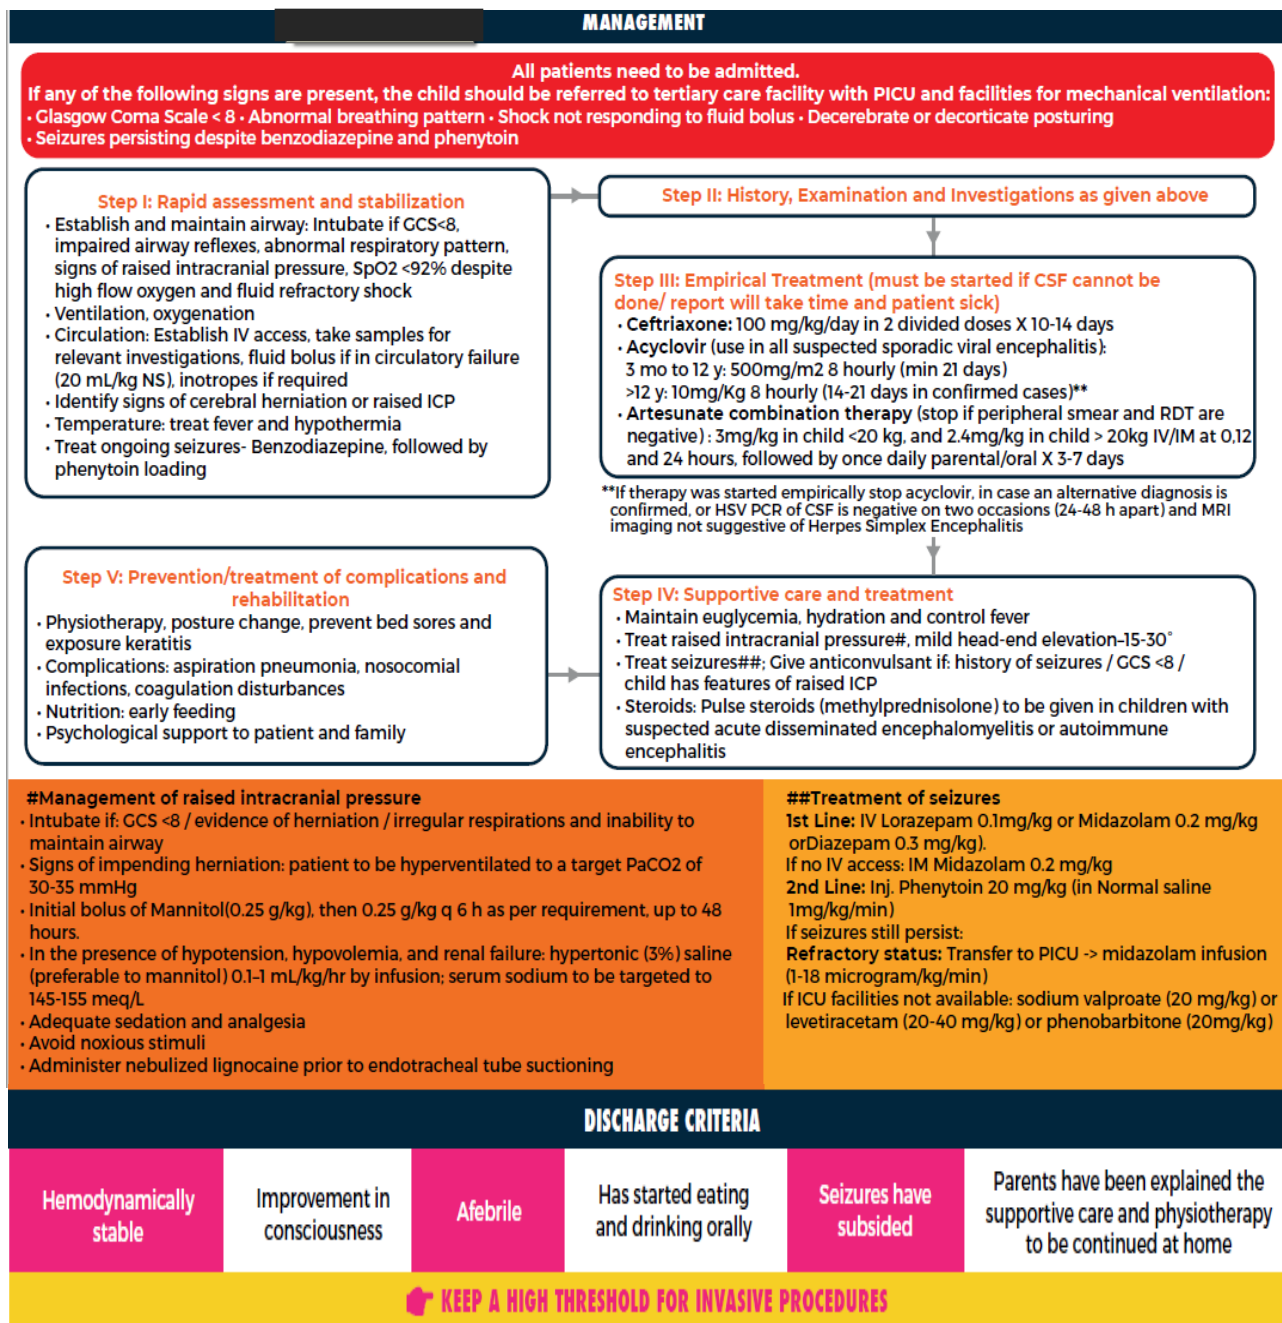 MANAGEMENT
All patients need to be admitted.
If any of the following signs are present, the child should be referred to tertiary care facility with PICU and facilities for mechanical ventilation:
• Glasgow Coma Scale < 8 • Abnormal breathing pattern • Shock not responding to fluid bolus • Decerebrate or decorticate posturing
• Seizures persisting despite benzodiazepine and phenytoin
Step I: Rapid assessment and stabilization
• Establish and maintain airway: Intubate if GCS<8,
impaired airway reflexes, abnormal respiratory pattern,
signs of raised intracranial pressure, SpO2 <92% despite
high flow oxygen and fluid refractory shock
• Ventilation, oxygenation
• Circulation: Establish IV access, take samples for
relevant investigations, fluid bolus if in circulatory failure
(20 mL/kg NS), inotropes if required
• Identify signs of cerebral herniation or raised ICP
• Temperature: treat fever and hypothermia
• Treat ongoing seizures- Benzodiazepine, followed by
phenytoin loading
Step II: History, Examination and Investigations as given above
Step III: Empirical Treatment (must be started if CSF cannot be
done/ report will take time and patient sick)
• Ceftriaxone: 100 mg/kg/day in 2 divided doses X 10-14 days
• Acyclovir (use in all suspected sporadic viral encephalitis):
3 mo to 12 y: 500mg/m2 8 hourly (min 21 days)
>12 y: 10mg/Kg 8 hourly (14-21 days in confirmed cases)**
• Artesunate combination therapy (stop if peripheral smear and RDT are
negative) : 3mg/kg in child <20 kg, and 2.4mg/kg in child > 20kg IV/IM at 0,12
and 24 hours, followed by once daily parental/oral X 3-7 days
**If therapy was started empirically stop acyclovir, in case an alternative diagnosis is
confirmed, or HSV PCR of CSF is negative on two occasions (24-48 h apart) and MRI
imaging not suggestive of Herpes Simplex Encephalitis
Step IV: Supportive care and treatment
• Maintain euglycemia, hydration and control fever
• Treat raised intracranial pressure#, mild head-end elevation–15-30°
• Treat seizures##; Give anticonvulsant if: history of seizures / GCS <8 /
child has features of raised ICP
• Steroids: Pulse steroids (methylprednisolone) to be given in children with
suspected acute disseminated encephalomyelitis or autoimmune
encephalitis
Step V: Prevention/treatment of complications and
rehabilitation
• Physiotherapy, posture change, prevent bed sores and
exposure keratitis
• Complications: aspiration pneumonia, nosocomial
infections, coagulation disturbances
• Nutrition: early feeding
• Psychological support to patient and family
#Management of raised intracranial pressure
• Intubate if: GCS <8 / evidence of herniation / irregular respirations and inability to
maintain airway
• Signs of impending herniation: patient to be hyperventilated to a target PaCO2 of
30-35 mmHg
• Initial bolus of Mannitol(0.25 g/kg), then 0.25 g/kg q 6 h as per requirement, up to 48
hours.
• In the presence of hypotension, hypovolemia, and renal failure: hypertonic (3%) saline
(preferable to mannitol) 0.1–1 mL/kg/hr by infusion; serum sodium to be targeted to
145-155 meq/L
• Adequate sedation and analgesia
• Avoid noxious stimuli
• Administer nebulized lignocaine prior to endotracheal tube suctioning
##Treatment of seizures
1st Line: IV Lorazepam 0.1mg/kg or Midazolam 0.2 mg/kg
orDiazepam 0.3 mg/kg).
If no IV access: IM Midazolam 0.2 mg/kg
2nd Line: Inj. Phenytoin 20 mg/kg (in Normal saline
1mg/kg/min)
If seizures still persist:
Refractory status: Transfer to PICU -> midazolam infusion
(1-18 microgram/kg/min)
If ICU facilities not available: sodium valproate (20 mg/kg) or
levetiracetam (20-40 mg/kg) or phenobarbitone (20mg/kg)
DISCHARGE CRITERIA
Hemodynamically
stable
Improvement in
consciousness
Afebrile
Has started eating
and drinking orally
Seizures have
subsided
Parents have been explained the
supportive care and physiotherapy
to be continued at home
KEEP A HIGH THRESHOLD FOR INVASIVE PROCEDURES